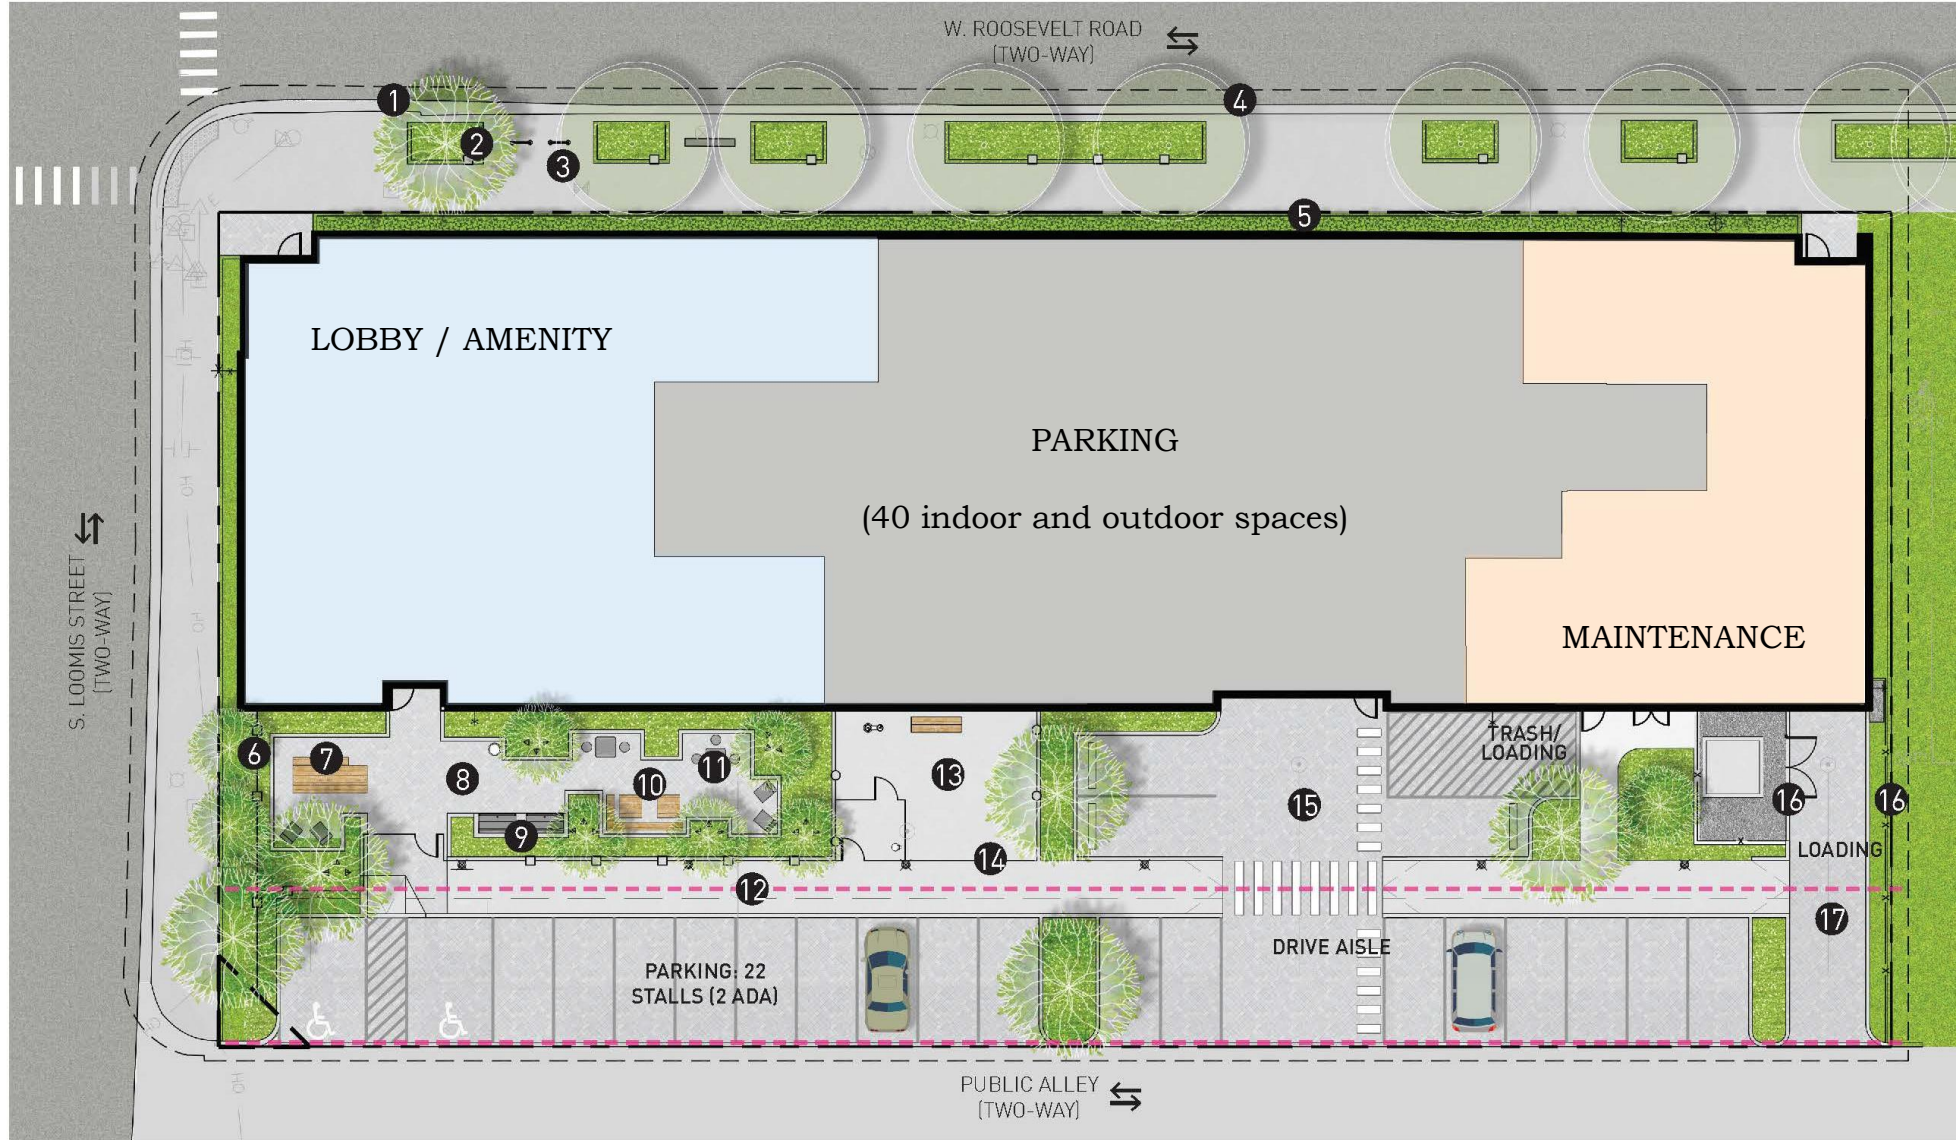 W. ROOSEVELT ROAD
(TWO-WAY)
1
4
2
3
5
LOBBY / AMENITY
PARKING
(40 indoor and outdoor spaces)
MAINTENANCE
S. LOOMIS STREET
(TWO-WAY)
6
7
8
9
10
11
12
13
14
15
TRASH/
LOADING
16
16
LOADING
17
DRIVE AISLE
PARKING: 22
STALLS (2 ADA)
PUBLIC ALLEY
(TWO-WAY)